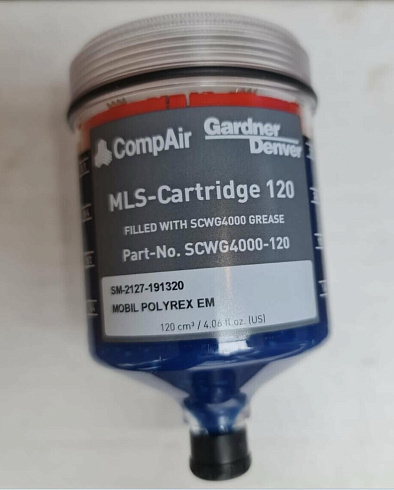 CompAir Gardner Denver
MLS-Cartridge 120
FILLED WITH SCWG4000 GREASE
Part-No. SCWG4000-120
SM-2127-191320
MOBIL POLYREX EM
120 cm³ / 4.06 fl.oz. (US)